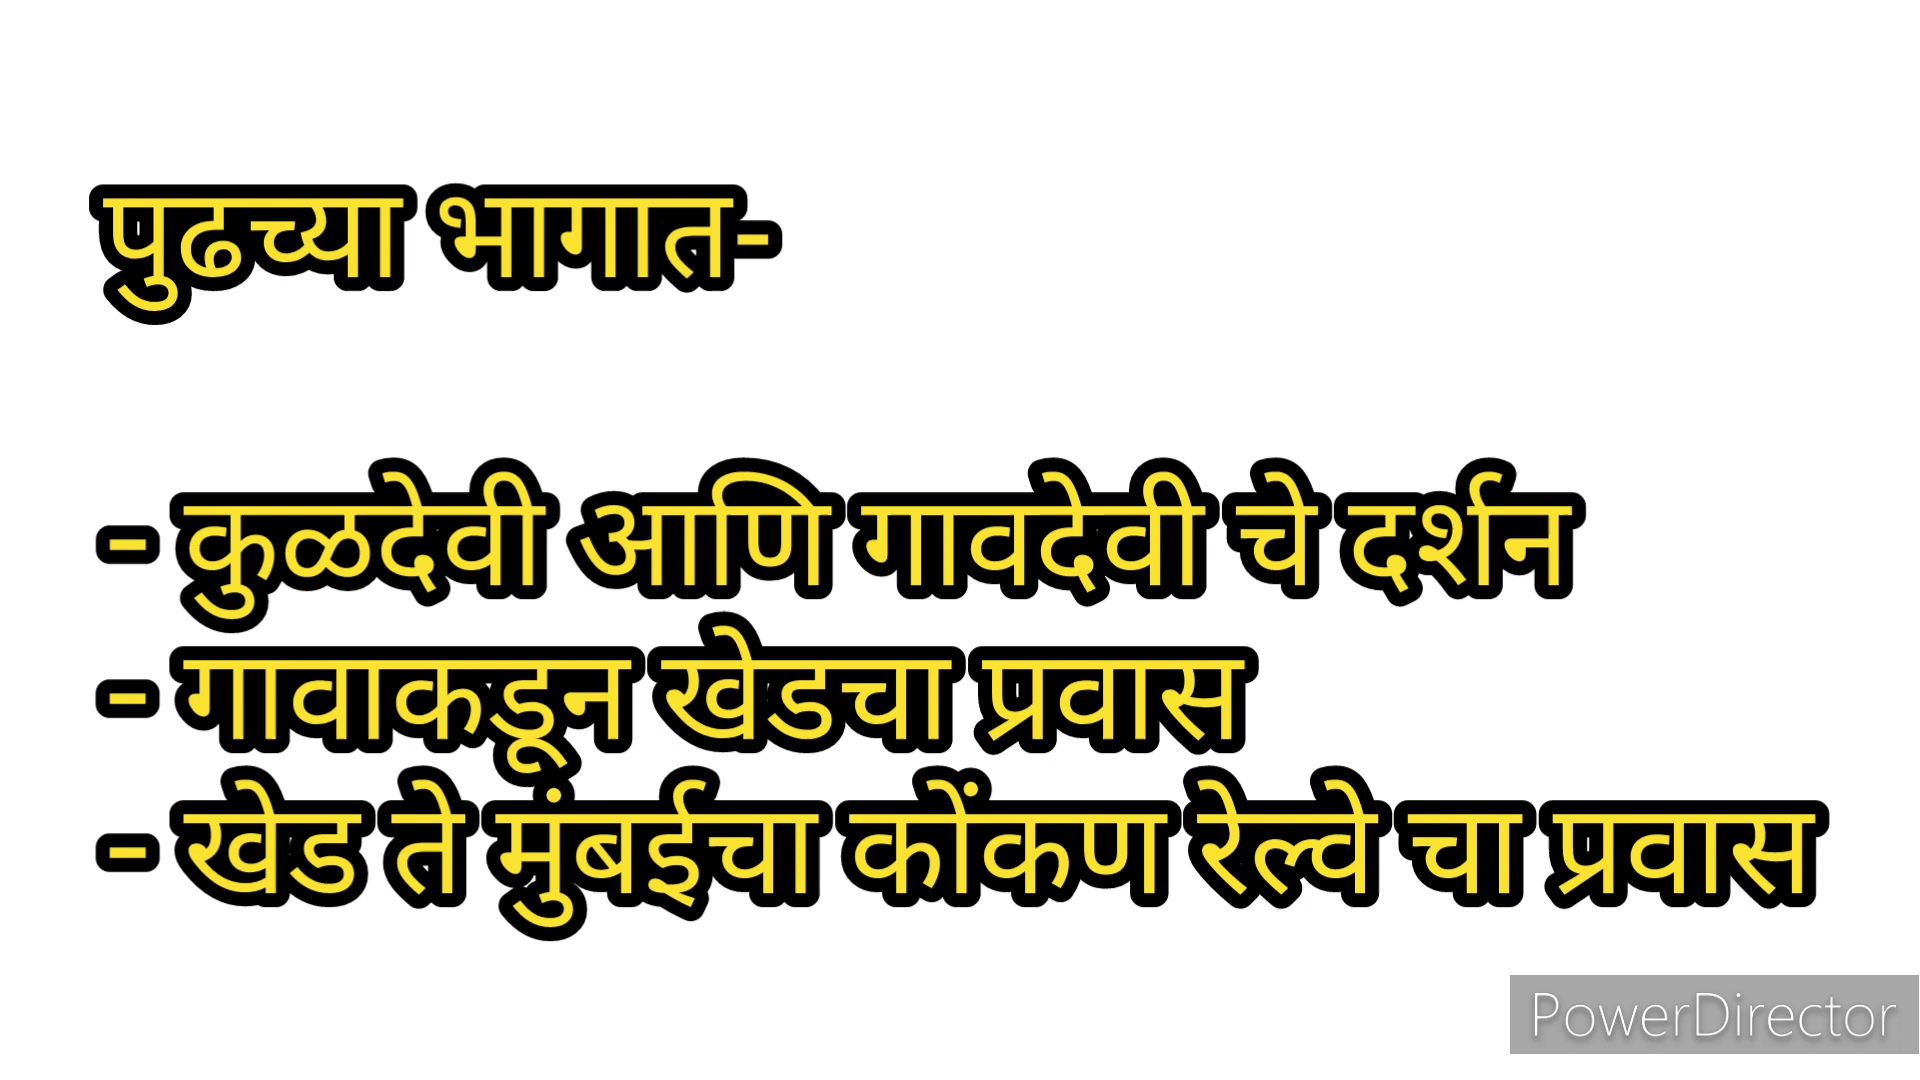 पुढच्या भागात-
- कुळदेवी आणि गावदेवी चे दर्शन
- गावाकडून खेडचा प्रवास
- खेड ते मुंबईचा कोंकण रेल्वे चा प्रवास
PowerDirector